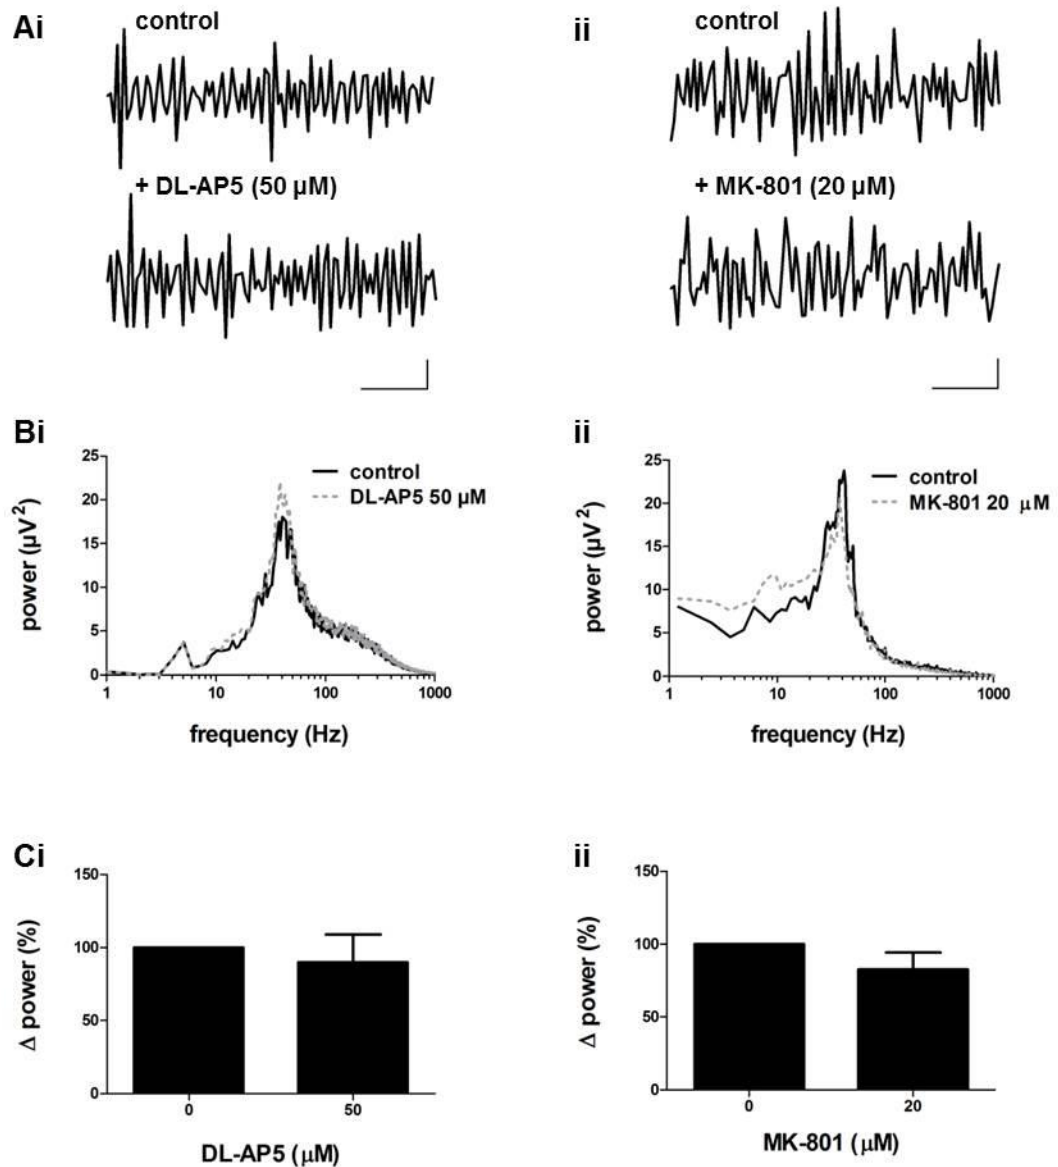 Ai
control
+ DL-AP5 (50 µM)
ii
control
+ MK-801 (20 µM)
Bi
25
20
15
10
5
0
power (µV²)
1
10
100
1000
frequency (Hz)
control
DL-AP5 50 µM
ii
25
20
15
10
5
0
power (µV²)
1
10
100
1000
frequency (Hz)
control
MK-801 20 µM
Ci
150
100
50
0
Δ power (%)
0
50
DL-AP5 (µM)
ii
150
100
50
0
Δ power (%)
0
20
MK-801 (µM)